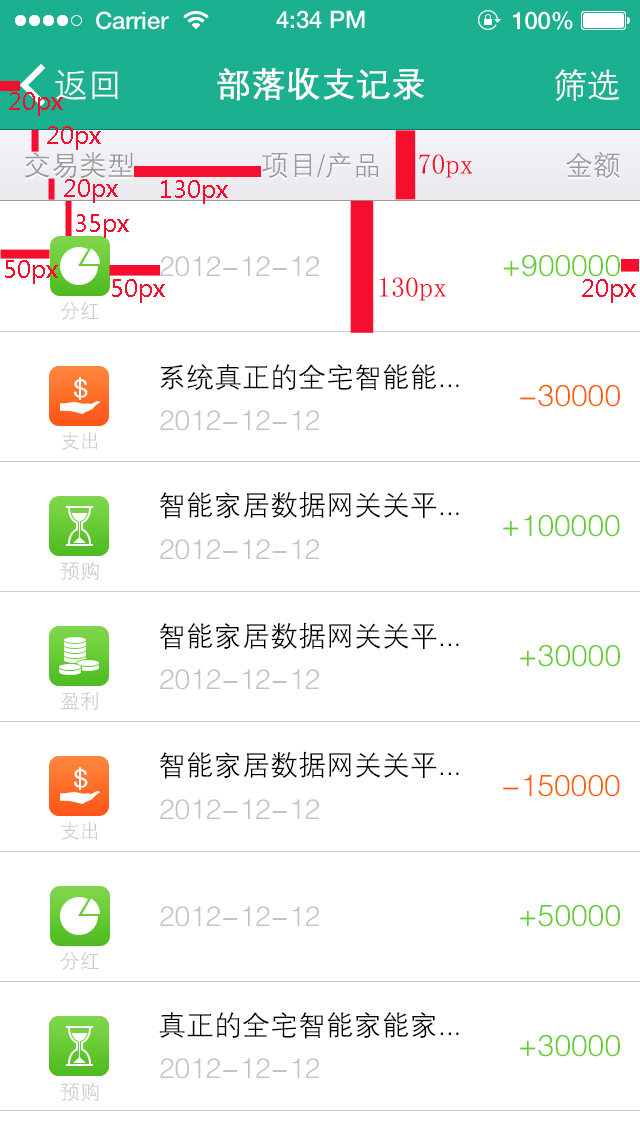 Carrier 4:34 PM 100%
返回 部落收支记录 筛选
20px
20px
交易类型 项目/产品 70px 金额
20px 130px
35px
2012-12-12 +900000
50px 50px 130px 20px
分红
系统真正的全宅智能能...
-30000
2012-12-12
支出
智能家居数据网关关平...
+100000
2012-12-12
预购
智能家居数据网关关平...
+30000
2012-12-12
盈利
智能家居数据网关关平...
-150000
2012-12-12
支出
2012-12-12 +50000
分红
真正的全宅智能家能家...
+30000
2012-12-12
预购